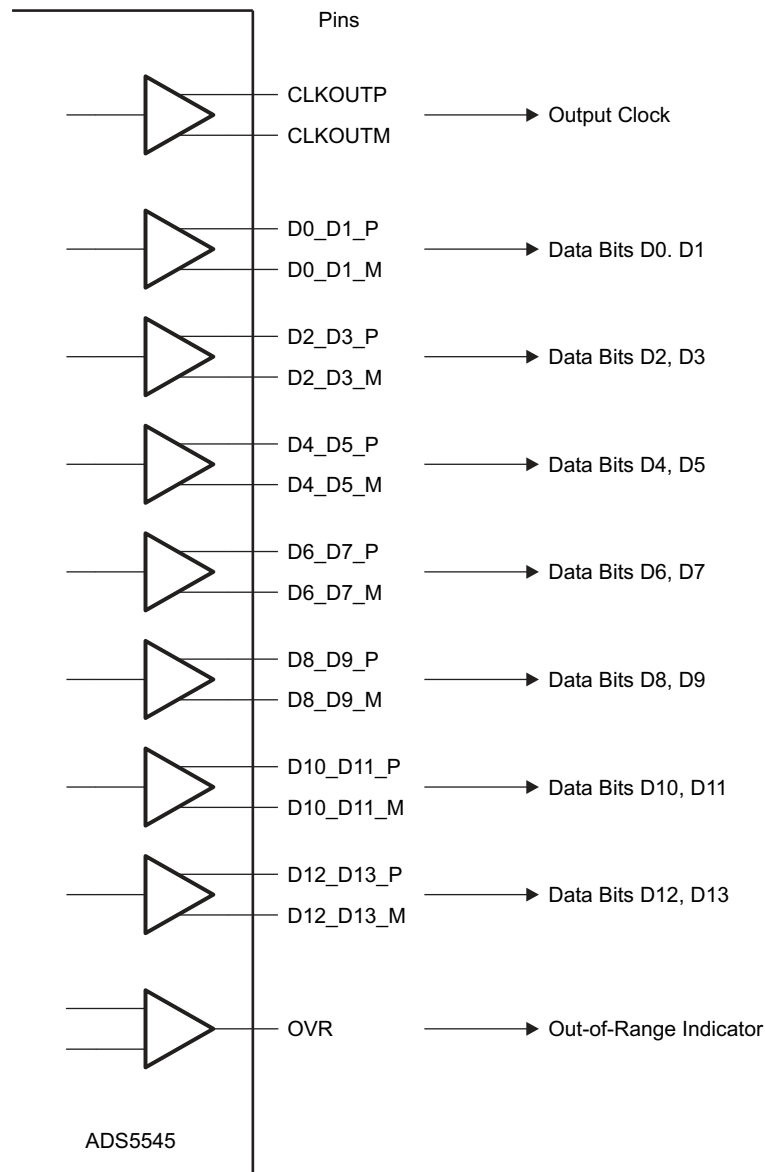 Pins
CLKOUTP
CLKOUTM
Output Clock
D0_D1_P
D0_D1_M
Data Bits D0. D1
D2_D3_P
D2_D3_M
Data Bits D2, D3
D4_D5_P
D4_D5_M
Data Bits D4, D5
D6_D7_P
D6_D7_M
Data Bits D6, D7
D8_D9_P
D8_D9_M
Data Bits D8, D9
D10_D11_P
D10_D11_M
Data Bits D10, D11
D12_D13_P
D12_D13_M
Data Bits D12, D13
OVR
Out-of-Range Indicator
ADS5545